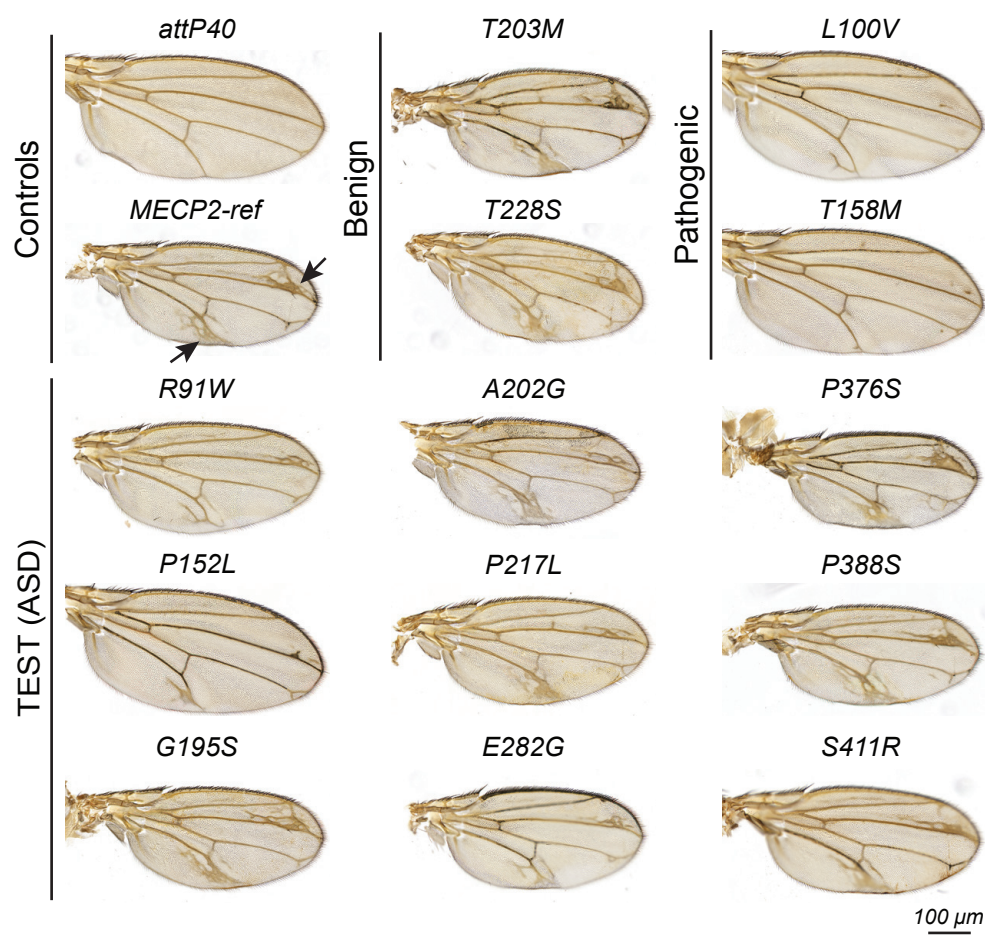 attP40
T203M
L100V
Controls
Benign
Pathogenic
MECP2-ref
T228S
T158M
TEST (ASD)
R91W
A202G
P376S
P152L
P217L
P388S
G195S
E282G
S411R
100 µm